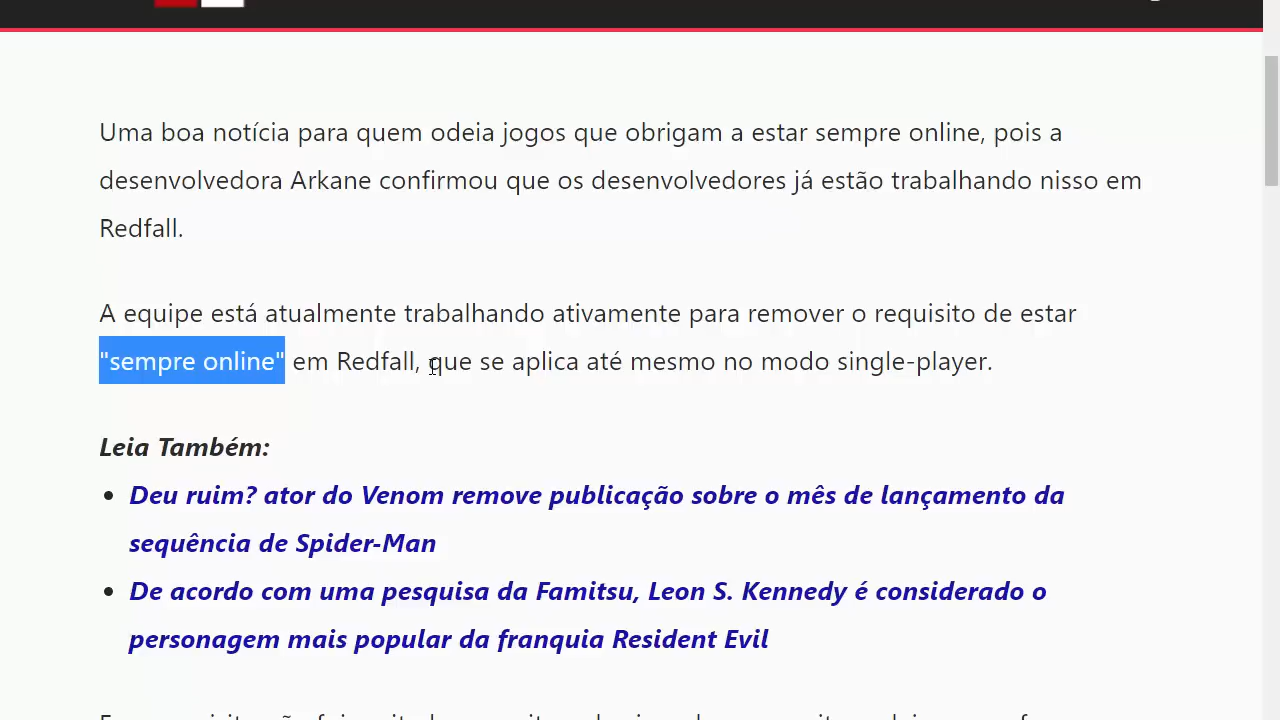 Uma boa notícia para quem odeia jogos que obrigam a estar sempre online, pois a
desenvolvedora Arkane confirmou que os desenvolvedores já estão trabalhando nisso em
Redfall.
A equipe está atualmente trabalhando ativamente para remover o requisito de estar
"sempre online" em Redfall, que se aplica até mesmo no modo single-player.
Leia Também:
Deu ruim? ator do Venom remove publicação sobre o mês de lançamento da
sequência de Spider-Man
De acordo com uma pesquisa da Famitsu, Leon S. Kennedy é considerado o
personagem mais popular da franquia Resident Evil